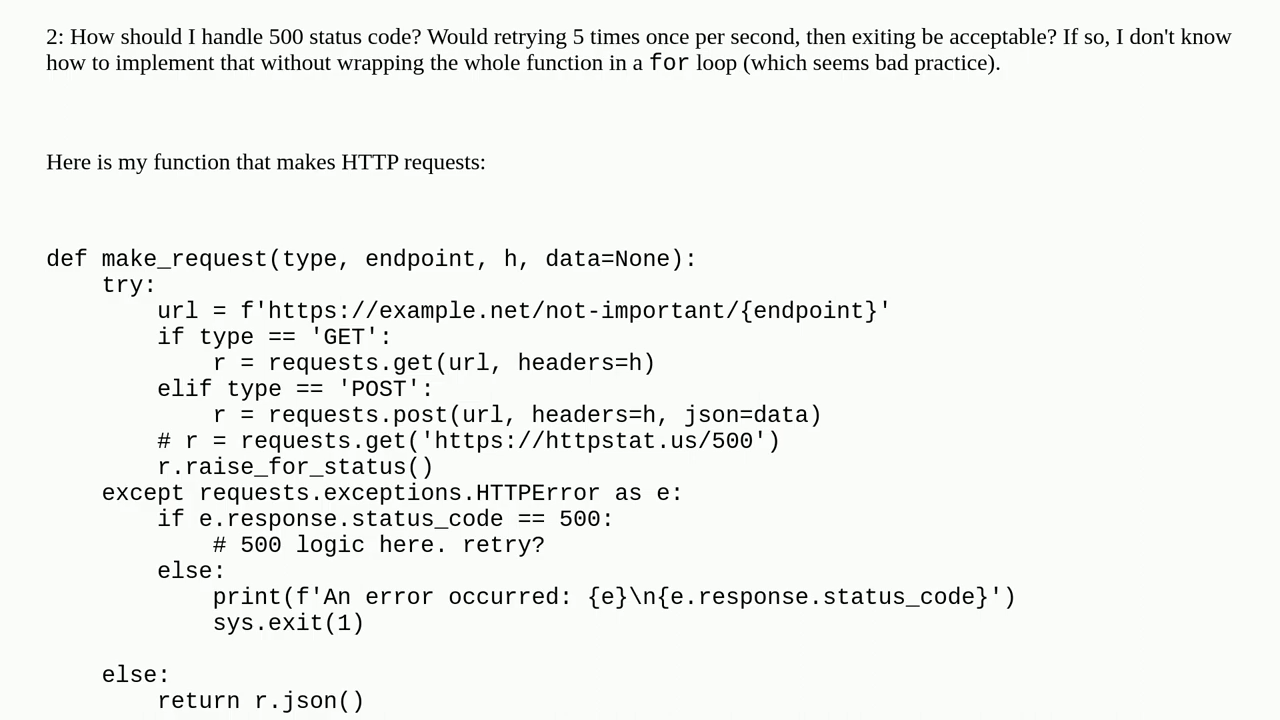 2: How should I handle 500 status code? Would retrying 5 times once per second, then exiting be acceptable? If so, I don't know
how to implement that without wrapping the whole function in a for loop (which seems bad practice).
Here is my function that makes HTTP requests:
def make_request(type, endpoint, h, data=None):
    try:
        url = f'https://example.net/not-important/{endpoint}'
        if type == 'GET':
            r = requests.get(url, headers=h)
        elif type == 'POST':
            r = requests.post(url, headers=h, json=data)
        # r = requests.get('https://httpstat.us/500')
        r.raise_for_status()
    except requests.exceptions.HTTPError as e:
        if e.response.status_code == 500:
            # 500 logic here. retry?
        else:
            print(f'An error occurred: {e}\n{e.response.status_code}')
            sys.exit(1)
    else:
        return r.json()